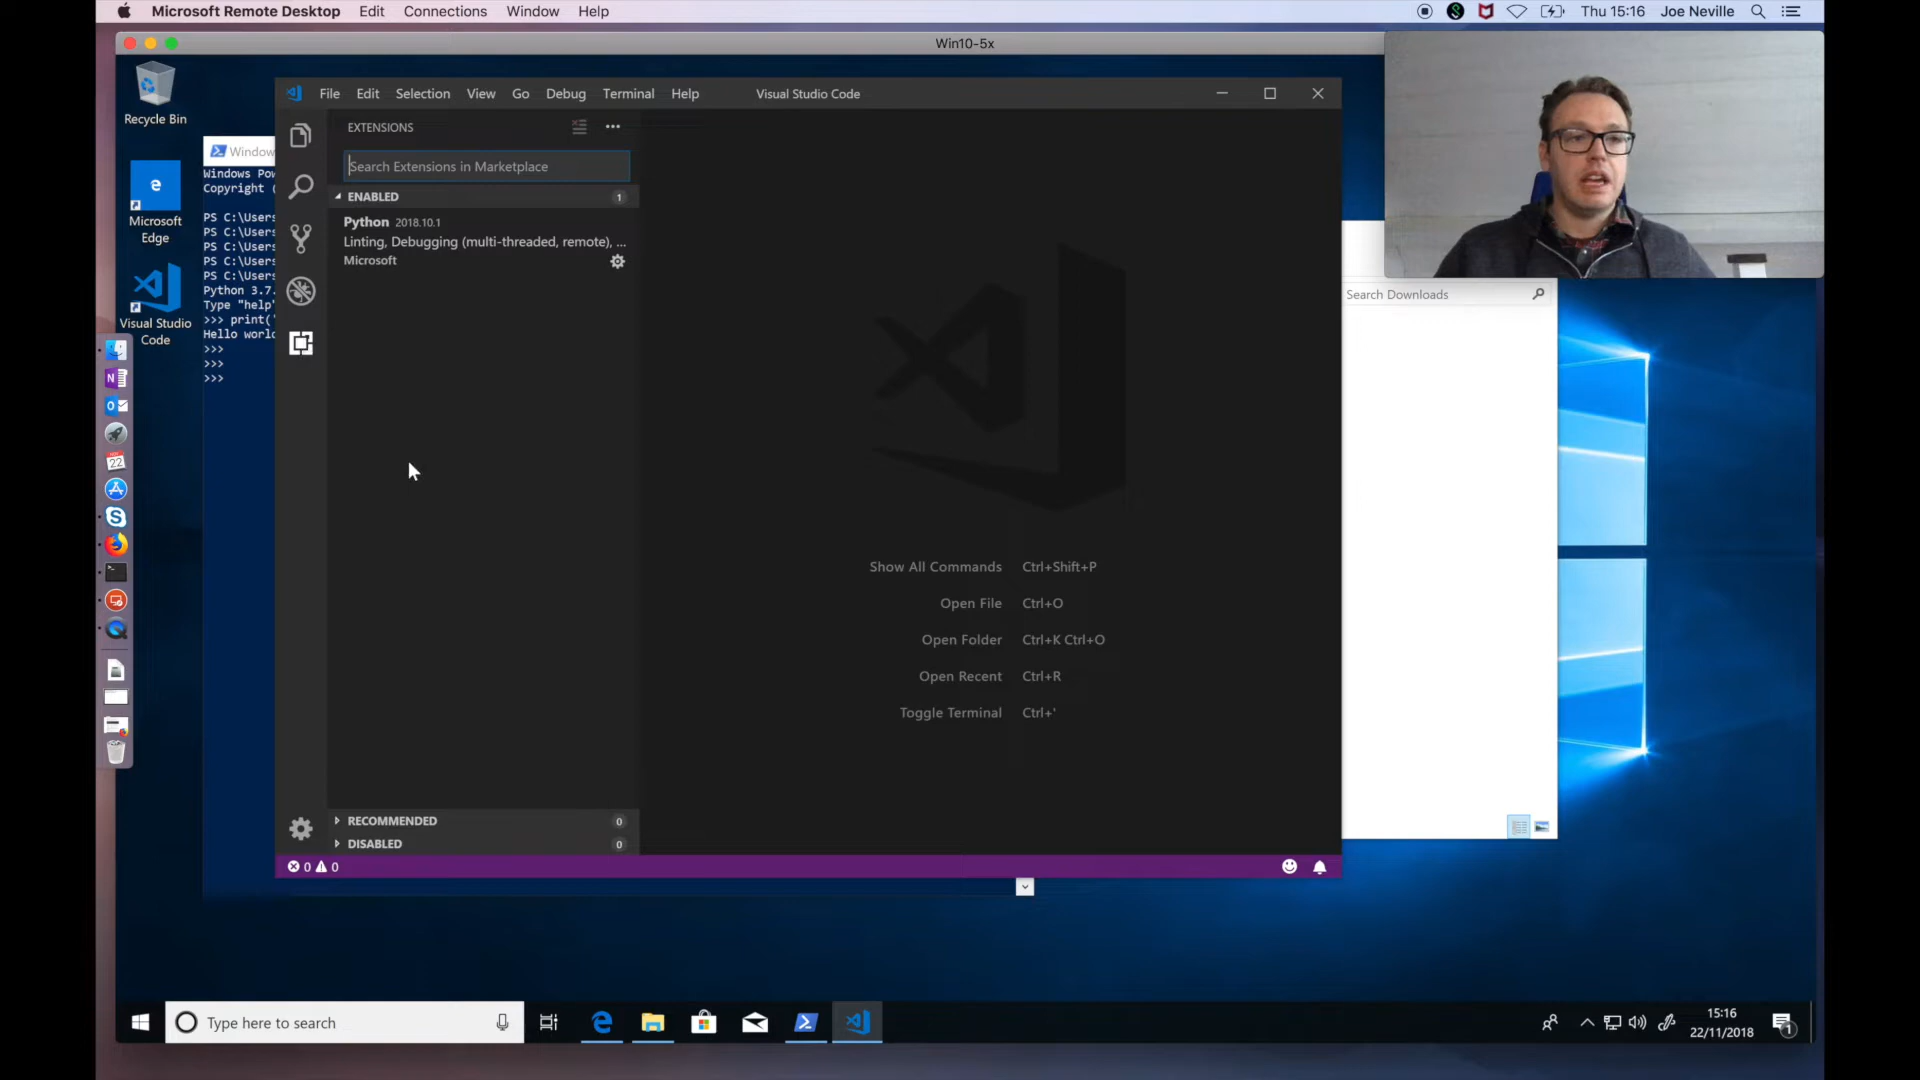 Microsoft Remote Desktop Edit Connections Window Help
Thu 15:16 Joe Neville
Win10-5x
Recycle Bin
Microsoft
Edge
Visual Studio
Code
File Edit Selection View Go Debug Terminal Help
Visual Studio Code
EXTENSIONS
Search Extensions in Marketplace
ENABLED 1
Python 2018.10.1
Linting, Debugging (multi-threaded, remote), ...
Microsoft
RECOMMENDED 0
DISABLED 0
0 0
Show All Commands Ctrl+Shift+P
Open File Ctrl+O
Open Folder Ctrl+K Ctrl+O
Open Recent Ctrl+R
Toggle Terminal Ctrl+'
Window
Windows Pow
Copyright (
PS C:\Users
PS C:\Users
PS C:\Users
PS C:\Users
PS C:\Users
Python 3.7.
Type "help"
>>> print('
Hello world
>>>
>>>
>>>
Search Downloads
22
Type here to search
15:16
22/11/2018
1